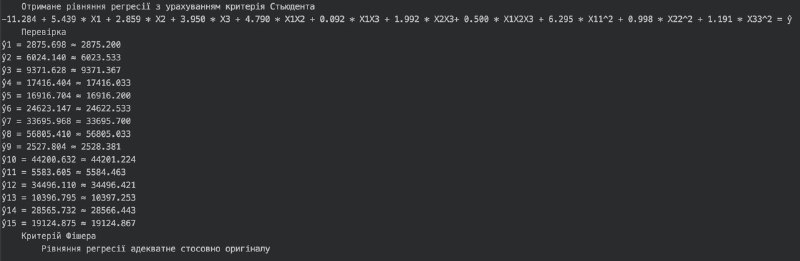 Отримане рівняння регресії з урахуванням критерія Стьюдента
-11.284 + 5.439 * X1 + 2.859 * X2 + 3.950 * X3 + 4.790 * X1X2 + 0.092 * X1X3 + 1.992 * X2X3+ 0.500 * X1X2X3 + 6.295 * X11^2 + 0.998 * X22^2 + 1.191 * X33^2 = ŷ
Перевірка
ŷ1 = 2875.698 ≈ 2875.200
ŷ2 = 6024.140 ≈ 6023.533
ŷ3 = 9371.628 ≈ 9371.367
ŷ4 = 17416.404 ≈ 17416.033
ŷ5 = 16916.704 ≈ 16916.200
ŷ6 = 24623.147 ≈ 24622.533
ŷ7 = 33695.968 ≈ 33695.700
ŷ8 = 56805.410 ≈ 56805.033
ŷ9 = 2527.804 ≈ 2528.381
ŷ10 = 44200.632 ≈ 44201.224
ŷ11 = 5583.605 ≈ 5584.463
ŷ12 = 34496.110 ≈ 34496.421
ŷ13 = 10396.795 ≈ 10397.253
ŷ14 = 28565.732 ≈ 28566.443
ŷ15 = 19124.875 ≈ 19124.867
Критерій Фішера
Рівняння регресії адекватне стосовно оригіналу